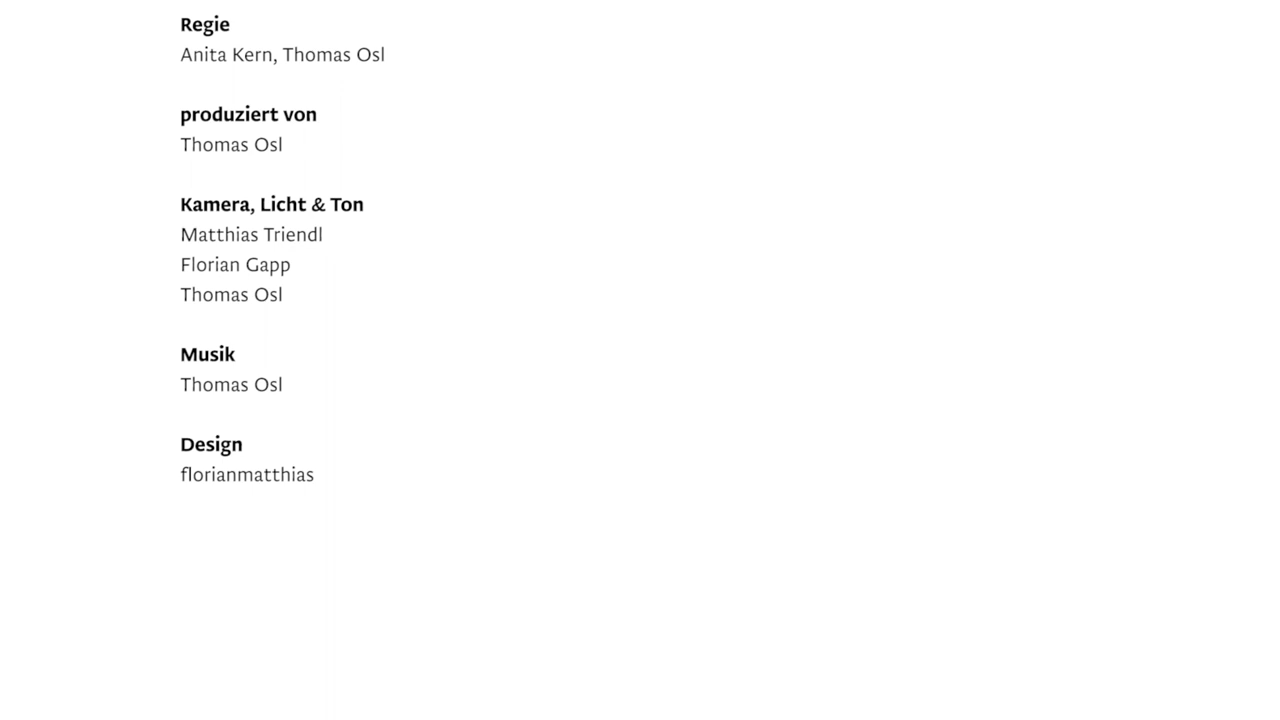 Regie
Anita Kern, Thomas Osl
produziert von
Thomas Osl
Kamera, Licht & Ton
Matthias Triendl
Florian Gapp
Thomas Osl
Musik
Thomas Osl
Design
florianmatthias